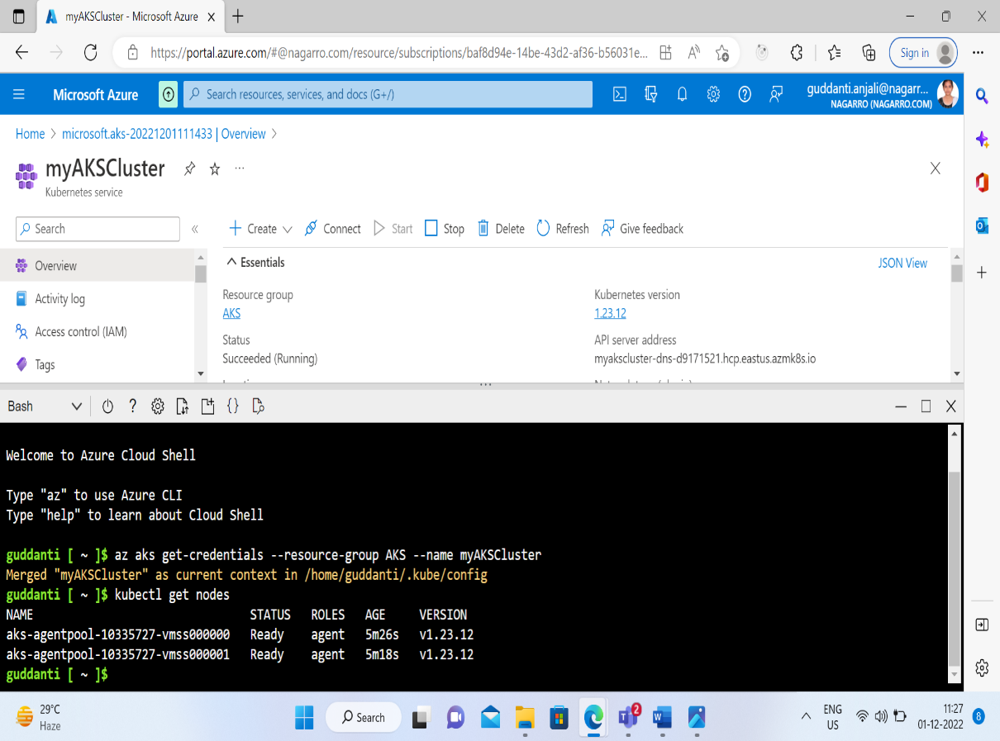 myAKSCluster - Microsoft Azure
https://portal.azure.com/#@nagarro.com/resource/subscriptions/baf8d94e-14be-43d2-af36-b56031e...
Sign in
Microsoft Azure
Search resources, services, and docs (G+/)
guddanti.anjali@nagarr...
NAGARRO (NAGARRO.COM)
Home > microsoft.aks-20221201111433 | Overview >
myAKSCluster
Kubernetes service
Search
Create
Connect
Start
Stop
Delete
Refresh
Give feedback
Overview
Activity log
Access control (IAM)
Tags
Essentials
JSON View
Resource group
AKS
Status
Succeeded (Running)
Kubernetes version
1.23.12
API server address
myakscluster-dns-d9171521.hcp.eastus.azmk8s.io
Bash
Welcome to Azure Cloud Shell
Type "az" to use Azure CLI
Type "help" to learn about Cloud Shell
guddanti [ ~ ]$ az aks get-credentials --resource-group AKS --name myAKSCluster
Merged "myAKSCluster" as current context in /home/guddanti/.kube/config
guddanti [ ~ ]$ kubectl get nodes
NAME STATUS ROLES AGE VERSION
aks-agentpool-10335727-vmss000000 Ready agent 5m26s v1.23.12
aks-agentpool-10335727-vmss000001 Ready agent 5m18s v1.23.12
guddanti [ ~ ]$
29°C
Haze
Search
2
ENG
US
11:27
01-12-2022
8